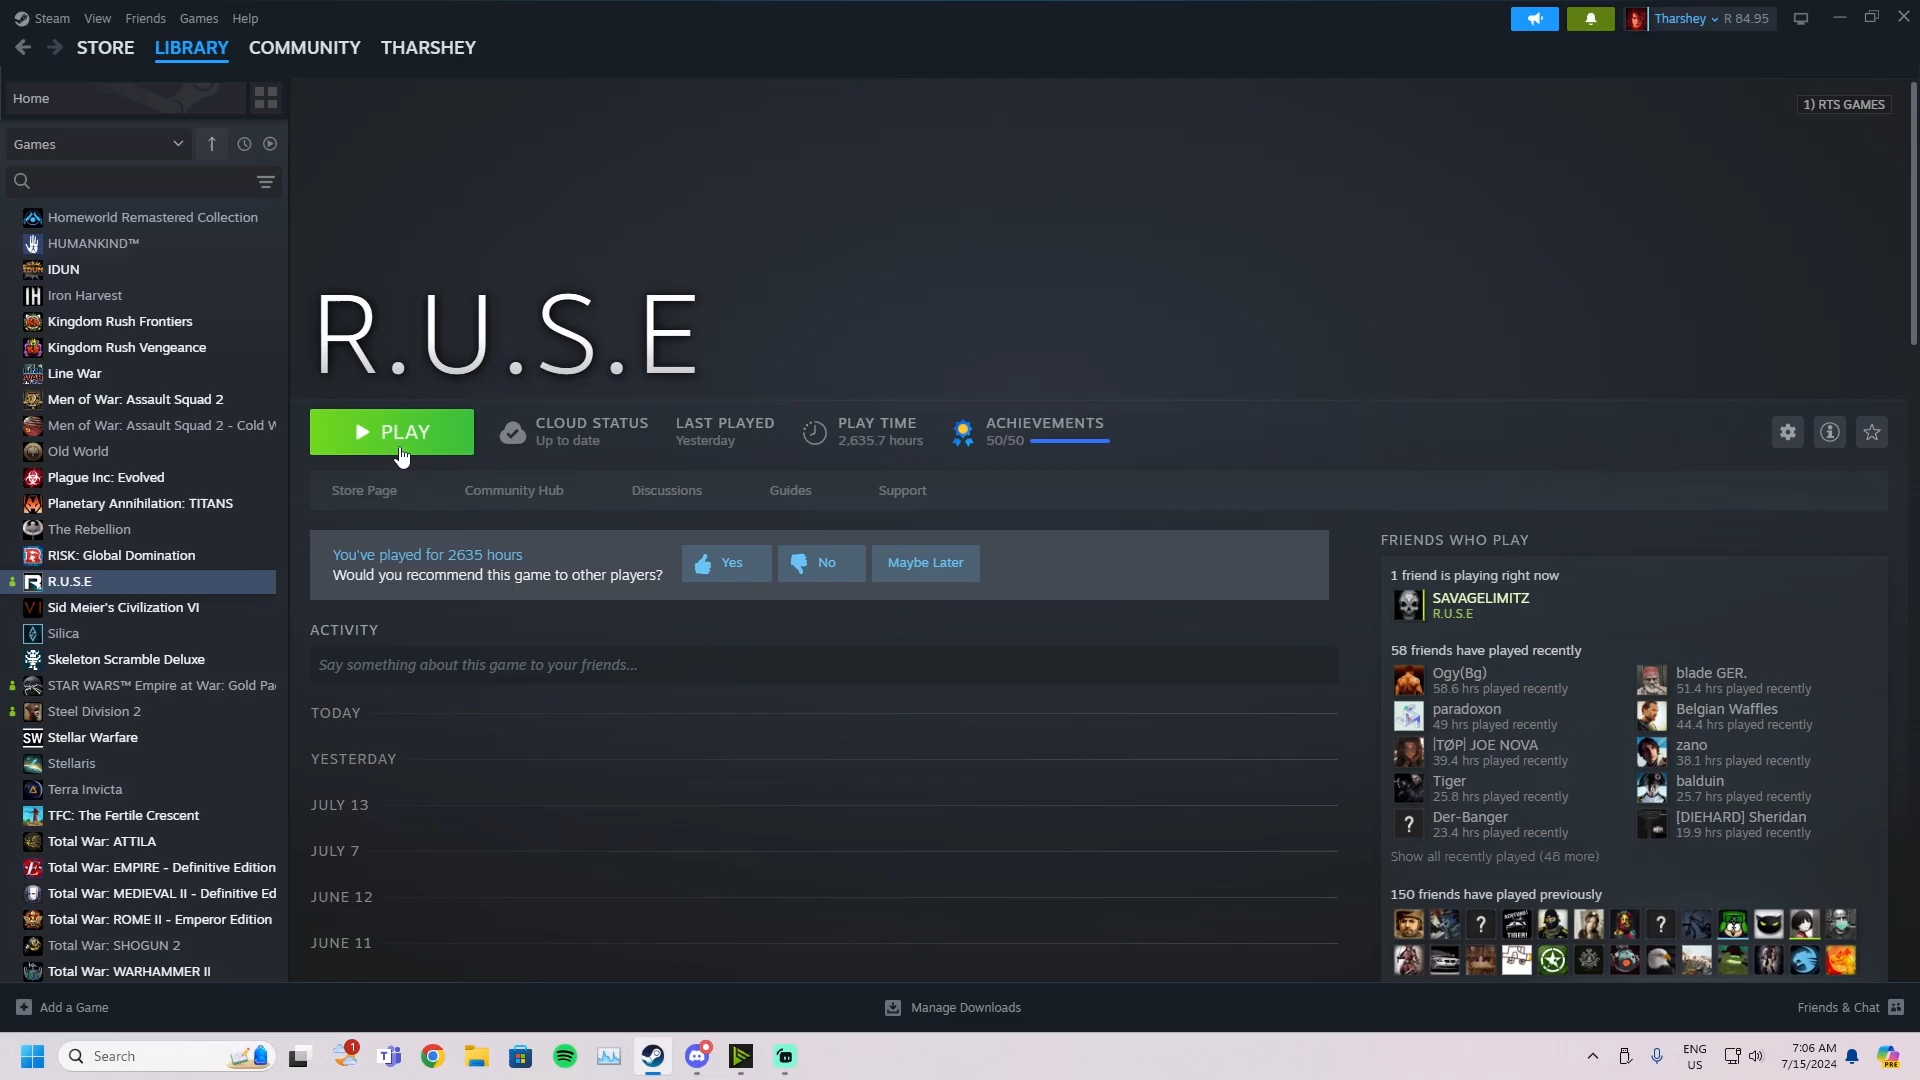 Steam View Friends Games Help
Tharshey R 84.95
STORE LIBRARY COMMUNITY THARSHEY
Home
1) RTS GAMES
Games
Homeworld Remastered Collection
HUMANKIND™
IDUN
Iron Harvest
Kingdom Rush Frontiers
Kingdom Rush Vengeance
Line War
Men of War: Assault Squad 2
Men of War: Assault Squad 2 - Cold W
Old World
Plague Inc: Evolved
Planetary Annihilation: TITANS
The Rebellion
RISK: Global Domination
R.U.S.E
Sid Meier's Civilization VI
Silica
Skeleton Scramble Deluxe
STAR WARS™ Empire at War: Gold Pa
Steel Division 2
Stellar Warfare
Stellaris
Terra Invicta
TFC: The Fertile Crescent
Total War: ATTILA
Total War: EMPIRE - Definitive Edition
Total War: MEDIEVAL II - Definitive Ed
Total War: ROME II - Emperor Edition
Total War: SHOGUN 2
Total War: WARHAMMER II
R.U.S.E
PLAY
CLOUD STATUS
Up to date
LAST PLAYED
Yesterday
PLAY TIME
2,635.7 hours
ACHIEVEMENTS
50/50
Store Page Community Hub Discussions Guides Support
You've played for 2635 hours
Would you recommend this game to other players?
Yes No Maybe Later
ACTIVITY
Say something about this game to your friends...
TODAY
YESTERDAY
JULY 13
JULY 7
JUNE 12
JUNE 11
FRIENDS WHO PLAY
1 friend is playing right now
SAVAGELIMITZ
R.U.S.E
58 friends have played recently
Ogy(Bg)
58.6 hrs played recently
blade GER.
51.4 hrs played recently
paradoxon
49 hrs played recently
Belgian Waffles
44.4 hrs played recently
|TØP| JOE NOVA
39.4 hrs played recently
zano
38.1 hrs played recently
Tiger
25.8 hrs played recently
balduin
25.7 hrs played recently
Der-Banger
23.4 hrs played recently
[DIEHARD] Sheridan
19.9 hrs played recently
Show all recently played (48 more)
150 friends have played previously
Add a Game
Manage Downloads
Friends & Chat
Search
1
ENG
US
7:06 AM
7/15/2024